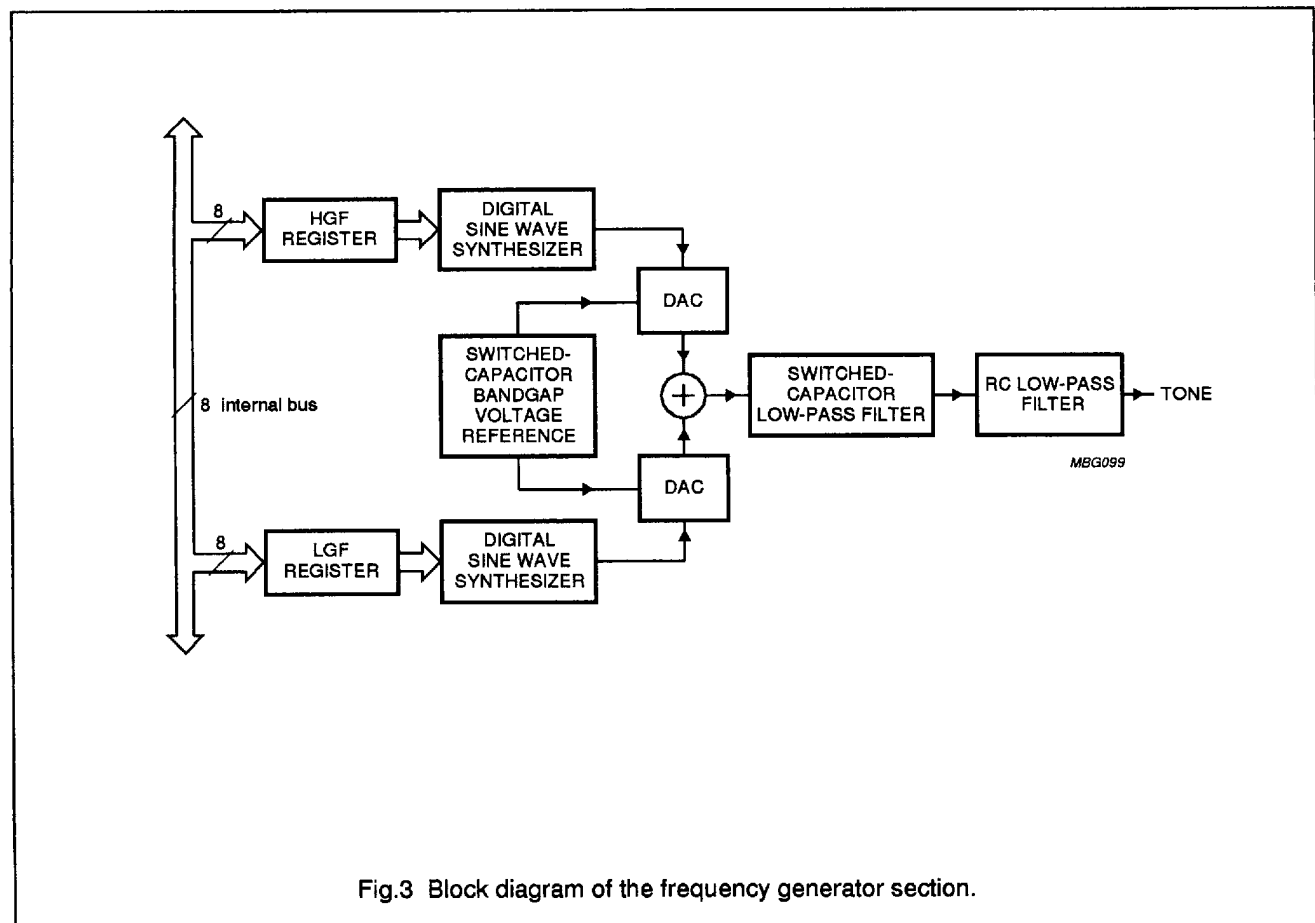 8
HGF
REGISTER
DIGITAL
SINE WAVE
SYNTHESIZER
DAC
SWITCHED-
CAPACITOR
BANDGAP
VOLTAGE
REFERENCE
+
SWITCHED-
CAPACITOR
LOW-PASS FILTER
RC LOW-PASS
FILTER
TONE
8 internal bus
MBG099
DAC
8
LGF
REGISTER
DIGITAL
SINE WAVE
SYNTHESIZER
Fig.3 Block diagram of the frequency generator section.